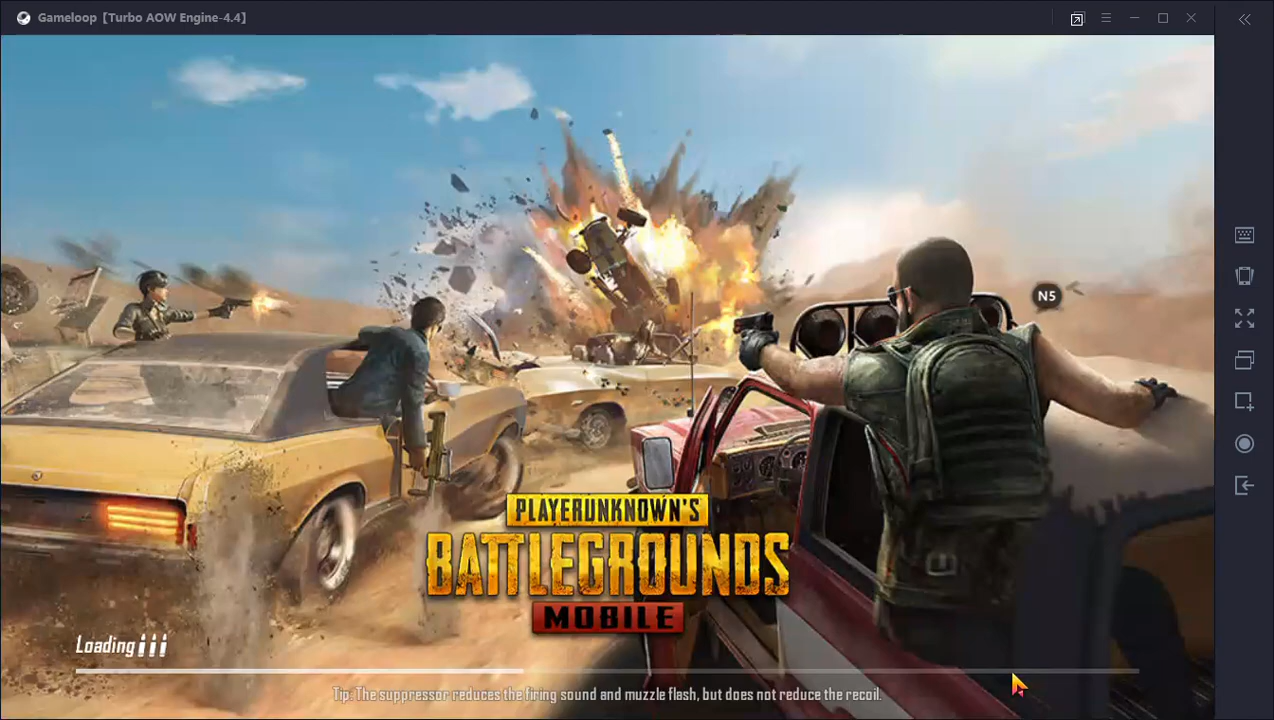 Gameloop【Turbo AOW Engine-4.4】
N5
PLAYERUNKNOWN'S
BATTLEGROUNDS
MOBILE
Loading
Tip: The suppressor reduces the firing sound and muzzle flash, but does not reduce the recoil.